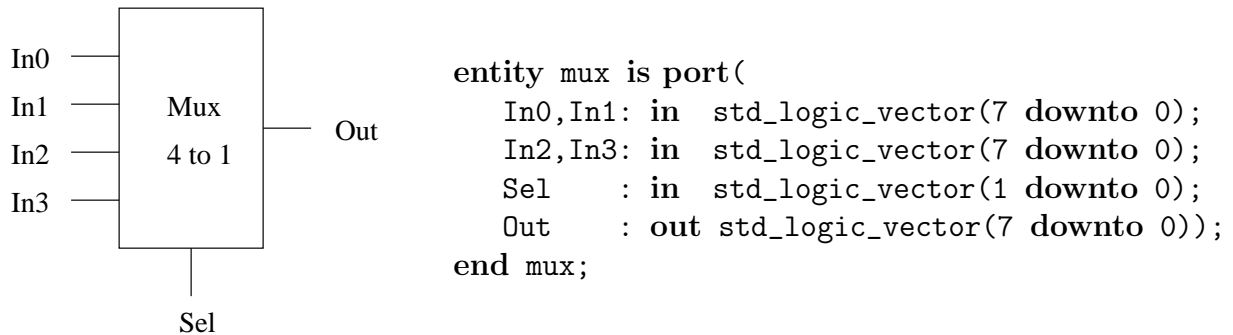 In0
In1
In2
In3
Mux
4 to 1
Out
Sel
entity mux is port(
In0,In1: in std_logic_vector(7 downto 0);
In2,In3: in std_logic_vector(7 downto 0);
Sel : in std_logic_vector(1 downto 0);
Out : out std_logic_vector(7 downto 0));
end mux;